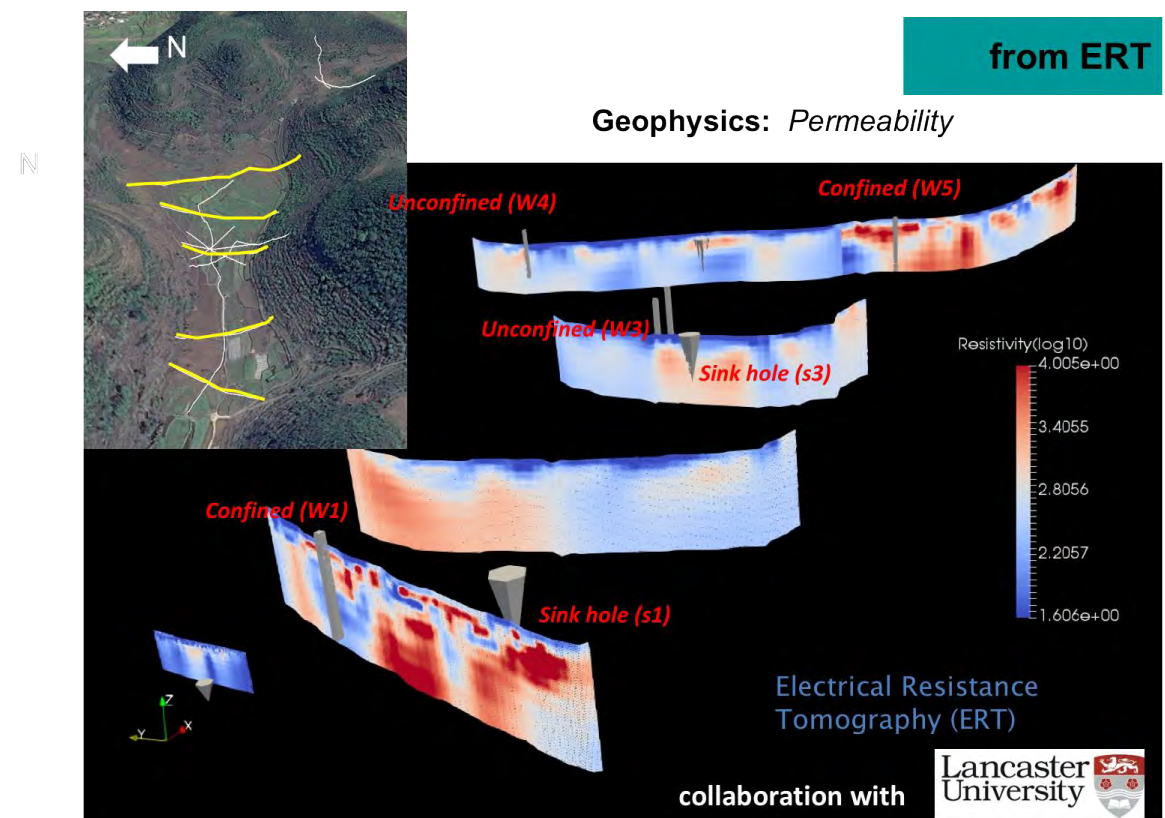 N
from ERT
Geophysics: Permeability
N
Unconfined (W4)
Confined (W5)
Unconfined (W3)
Sink hole (s3)
Resistivity(log10)
4.005e+00
3.4055
2.8056
2.2057
1.606e+00
Confined (W1)
Sink hole (s1)
Z
Y
X
Electrical Resistance
Tomography (ERT)
collaboration with
Lancaster
University